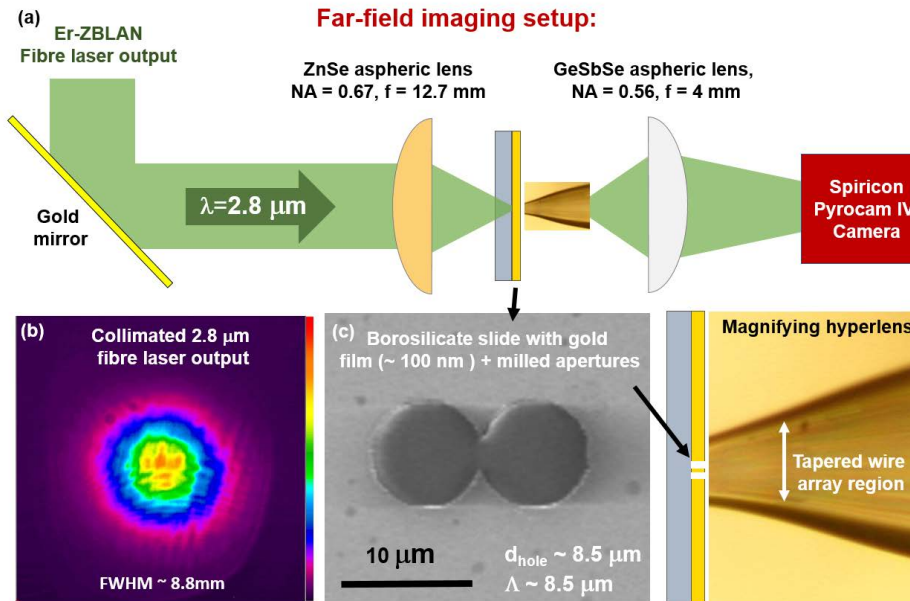 (a)
Far-field imaging setup:
Er-ZBLAN
Fibre laser output
ZnSe aspheric lens
NA = 0.67, f = 12.7 mm
GeSbSe aspheric lens,
NA = 0.56, f = 4 mm
λ=2.8 μm
Gold
mirror
Spiricon
Pyrocam IV
Camera
(b)
Collimated 2.8 μm
fibre laser output
FWHM ~ 8.8mm
(c)
Borosilicate slide with gold
film (~ 100 nm ) + milled apertures
10 μm
d_hole ~ 8.5 μm
Λ ~ 8.5 μm
Magnifying hyperlens
Tapered wire
array region